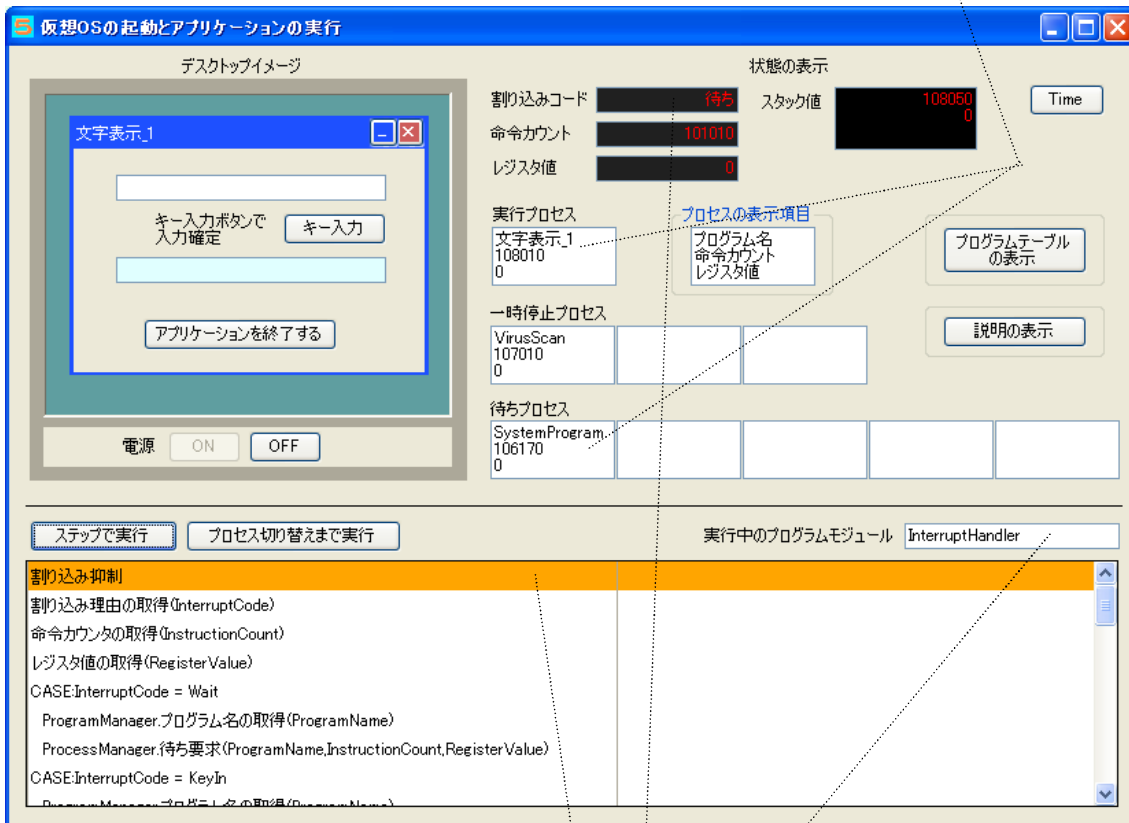 仮想OSの起動とアプリケーションの実行
デスクトップイメージ
状態の表示
文字表示_1
キー入力ボタンで
入力確定
キー入力
アプリケーションを終了する
電源
ON
OFF
割り込みコード
待ち
スタック値
108050
0
Time
命令カウント
101010
レジスタ値
0
実行プロセス
文字表示_1
108010
0
プロセスの表示項目
プログラム名
命令カウント
レジスタ値
プログラムテーブル
の表示
一時停止プロセス
VirusScan
107010
0
説明の表示
待ちプロセス
SystemProgram
106170
0
ステップで実行
プロセス切り替えまで実行
実行中のプログラムモジュール
InterruptHandler
割り込み抑制
割り込み理由の取得(InterruptCode)
命令カウンタの取得(InstructionCount)
レジスタ値の取得(RegisterValue)
CASE:InterruptCode = Wait
ProgramManager.プログラム名の取得(ProgramName)
ProcessManager.待ち要求(ProgramName,InstructionCount,RegisterValue)
CASE:InterruptCode = KeyIn
ProgramManager.プログラム名の取得(ProgramName)